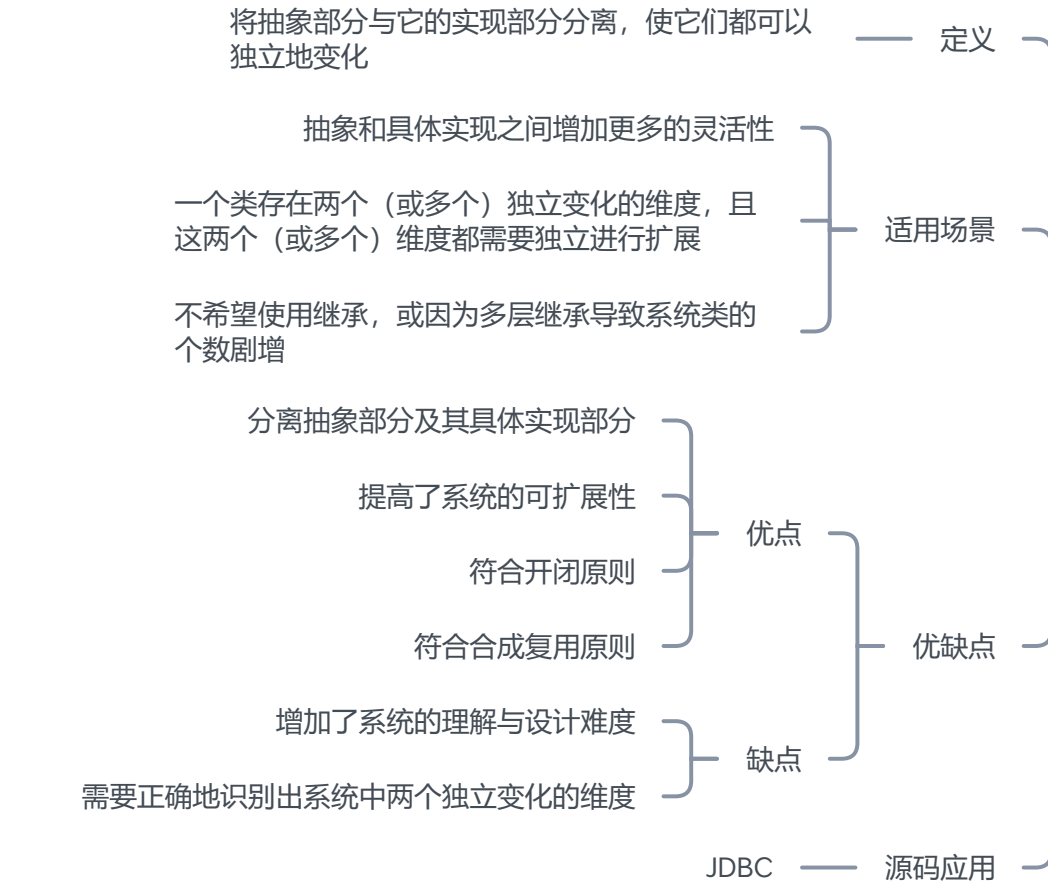 将抽象部分与它的实现部分分离，使它们都可以
独立地变化
定义
抽象和具体实现之间增加更多的灵活性
一个类存在两个（或多个）独立变化的维度，且
这两个（或多个）维度都需要独立进行扩展
适用场景
不希望使用继承，或因为多层继承导致系统类的
个数剧增
分离抽象部分及其具体实现部分
提高了系统的可扩展性
优点
符合开闭原则
符合合成复用原则
优缺点
增加了系统的理解与设计难度
缺点
需要正确地识别出系统中两个独立变化的维度
JDBC
源码应用